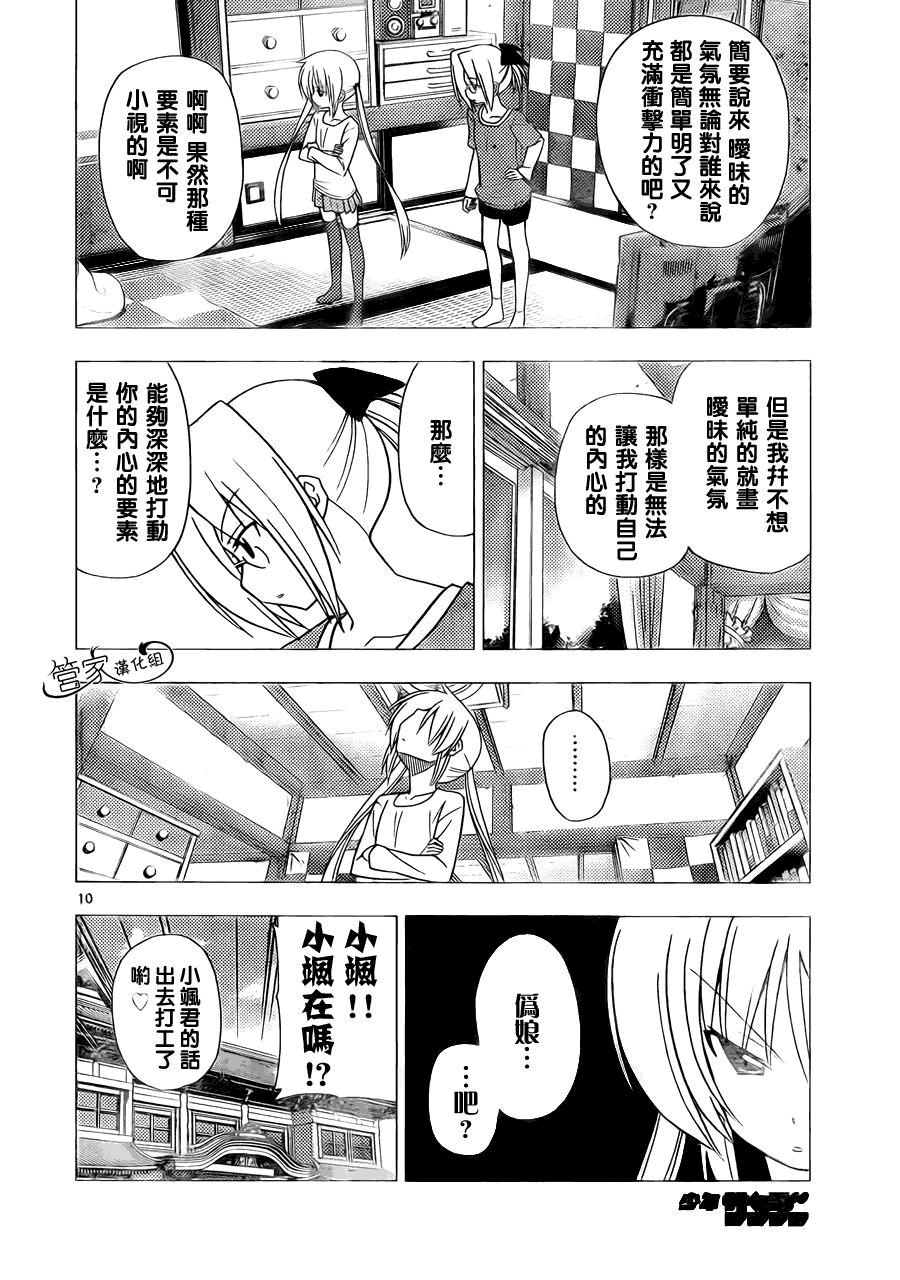 簡要說來 曖昧的
氣氛無論對誰來說
都是簡單明了又
充滿衝擊力的吧？
啊啊 果然那種
要素是不可
小視的啊
但是我幷不想
單純的就畫
曖昧的氣氛
那樣是無法
讓我打動自己
的內心的
那麼…
能夠深深地打動
你的內心的要素
是什麼…？
管家漢化組
………
10
偽娘…
…吧？
小颯！！
小颯在嗎！？
小颯君的話
出去打工了
喲♡
少年